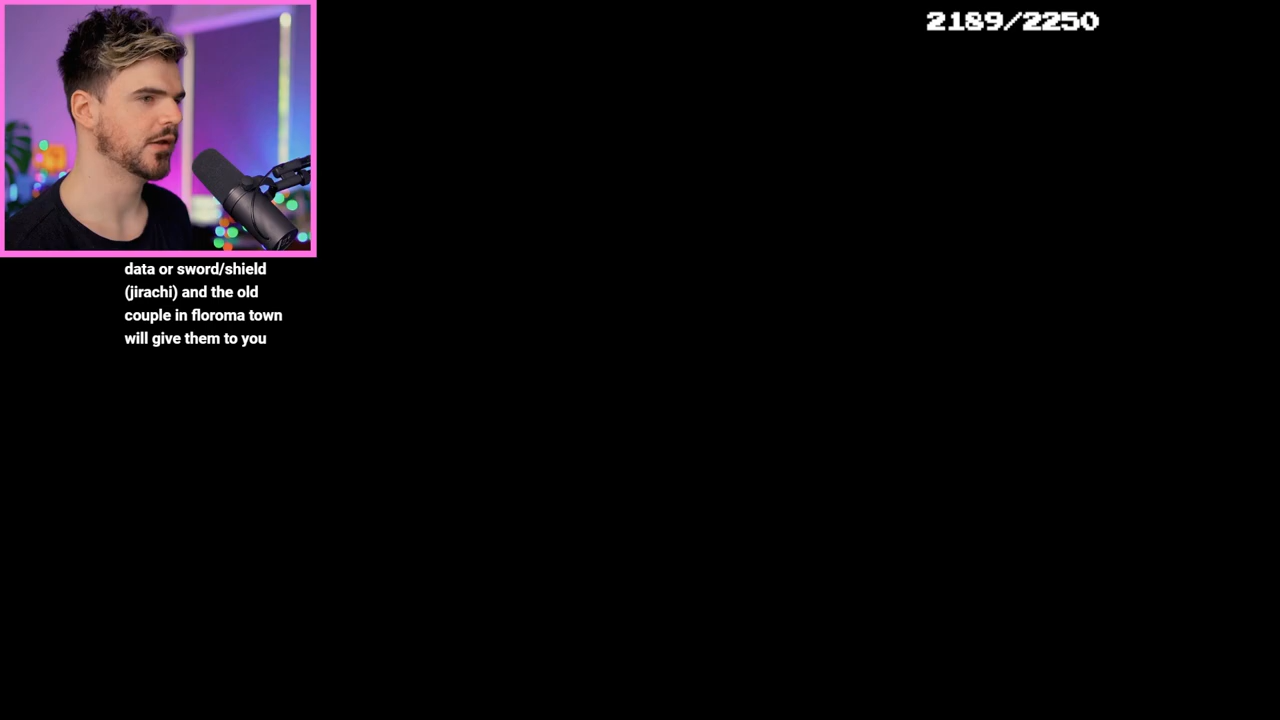 2189/2250
data or sword/shield
(jirachi) and the old
couple in floroma town
will give them to you